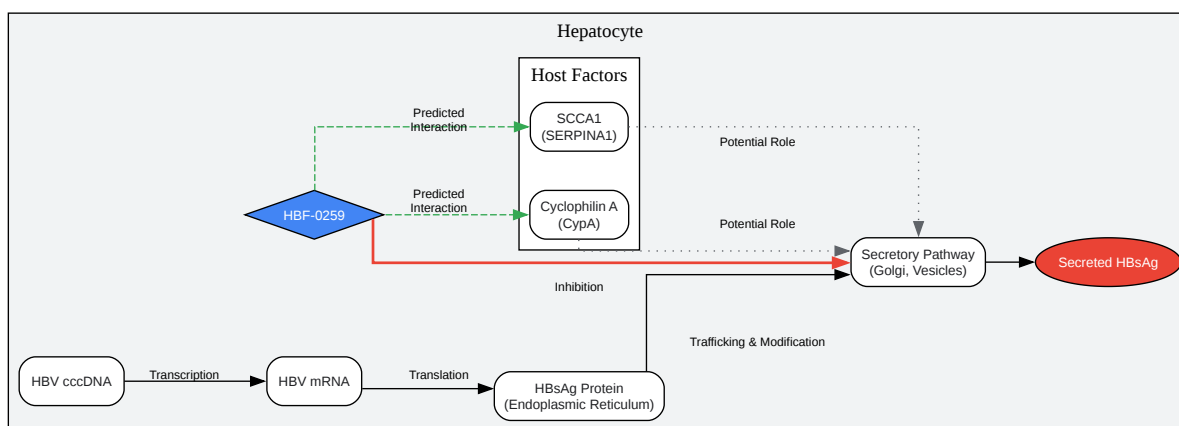 Hepatocyte
Host Factors
Predicted
Interaction
SCCA1
(SERPINA1)
Potential Role
HBF-0259
Predicted
Interaction
Cyclophilin A
(CypA)
Potential Role
Inhibition
Secretory Pathway
(Golgi, Vesicles)
Secreted HBsAg
Trafficking & Modification
HBV cccDNA
Transcription
HBV mRNA
Translation
HBsAg Protein
(Endoplasmic Reticulum)